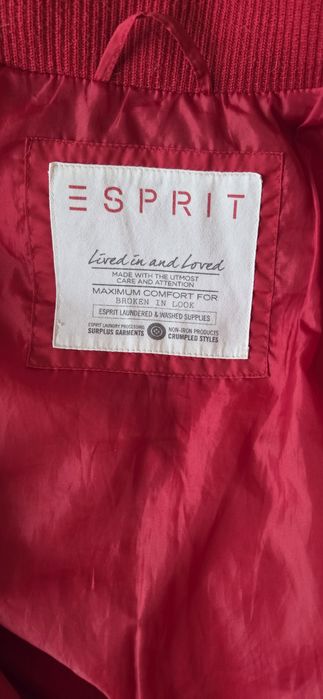 ESPRIT
Lived in and Loved
MADE WITH THE UTMOST
CARE AND ATTENTION
MAXIMUM COMFORT FOR
BROKEN IN LOOK
ESPRIT LAUNDERED & WASHED SUPPLIES
ESPRIT LAUNDRY PROCESSING NON-IRON PRODUCTS
SURPLUS GARMENTS CRUMPLED STYLES